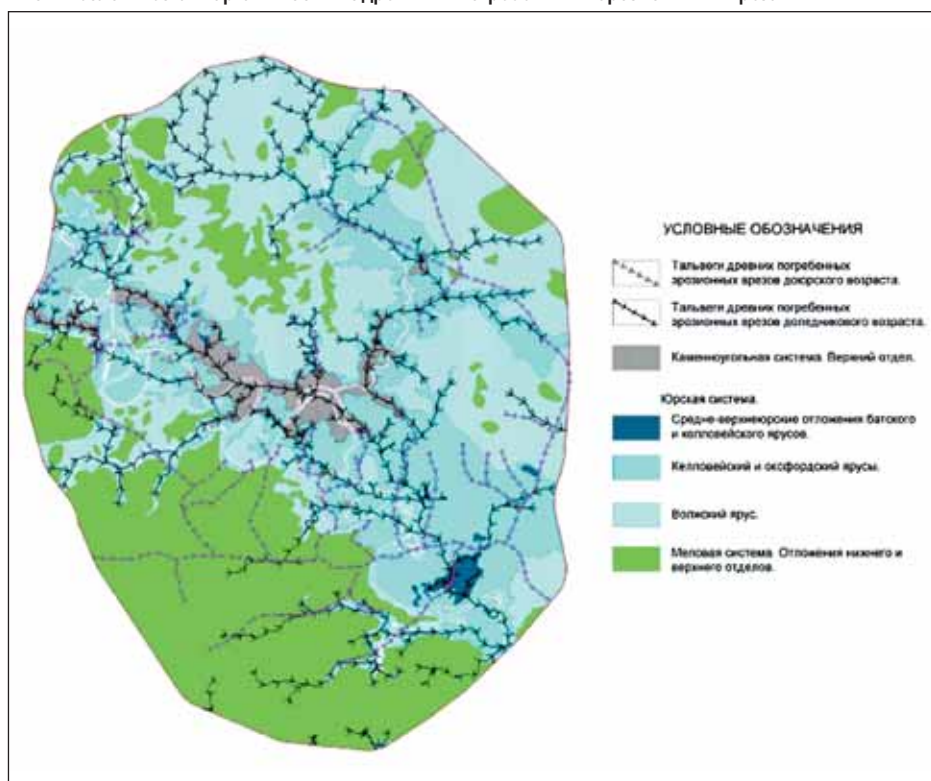 УСЛОВНЫЕ ОБОЗНАЧЕНИЯ
Тальвеги древних погребенных
эрозионных врезов доюрского возраста.
Тальвеги древних погребенных
эрозионных врезов доледникового возраста.
Каменноугольная система. Верхний отдел.
Юрская система.
Средне-верхнеюрские отложения батского
и келловейского ярусов.
Келловейский и оксфордский ярусы.
Волжский ярус.
Меловая система. Отложения нижнего и
верхнего отделов.